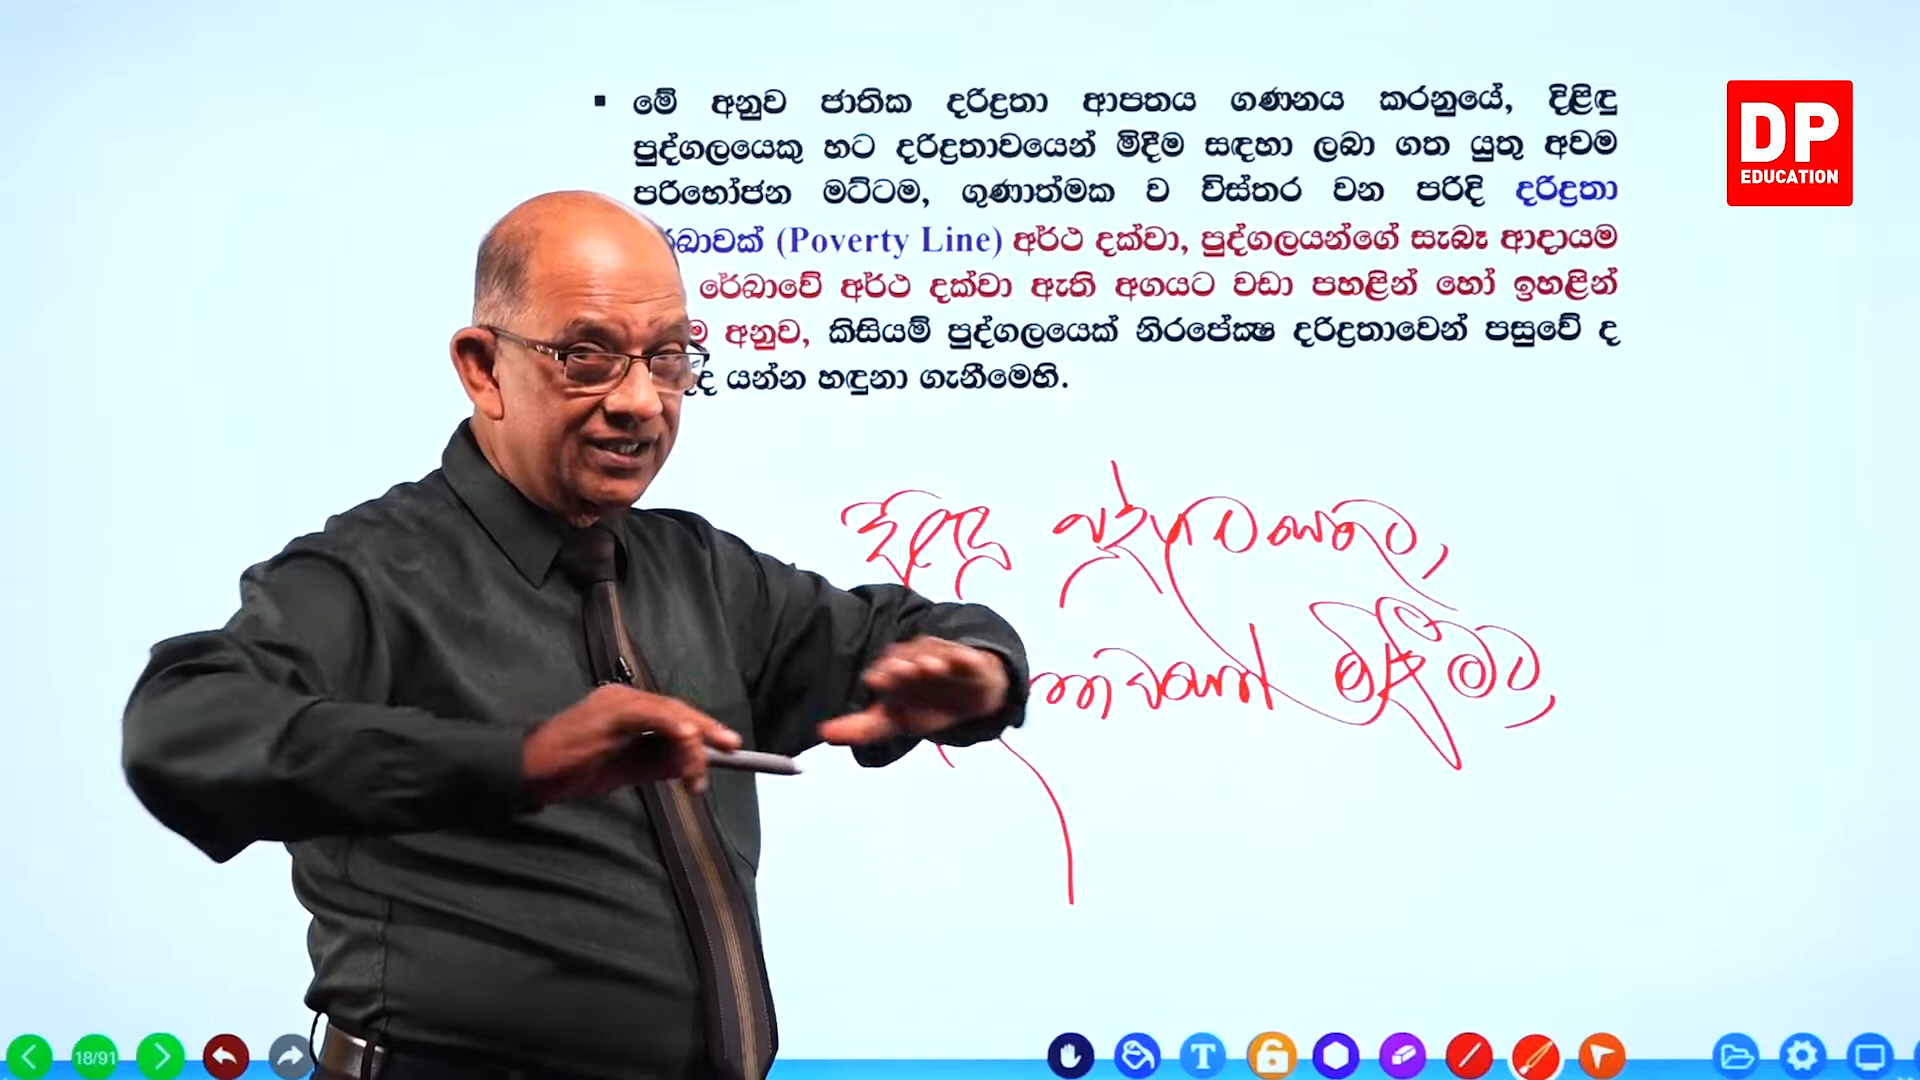 ▪ මේ අනුව ජාතික දරිද්‍රතා ආපතය ගණනය කරනුයේ, දිළිඳු
පුද්ගලයෙකු හට දරිද්‍රතාවයෙන් මිදීම සඳහා ලබා ගත යුතු අවම
පරිභෝජන මට්ටම, ගුණාත්මක ව විස්තර වන පරිදි දරිද්‍රතා
(Poverty Line) අර්ථ දක්වා, පුද්ගලයන්ගේ සැබෑ ආදායම
රේඛාවේ අර්ථ දක්වා ඇති අගයට වඩා පහළින් හෝ ඉහළින්
අනුව, කිසියම් පුද්ගලයෙක් නිරපේක්‍ෂ දරිද්‍රතාවෙන් පසුවේ ද
යන්න හඳුනා ගැනීමෙහි.
DP
EDUCATION
දිළිඳු පුද්ගලයෙකුට,
මිදීමට,
18/91
T